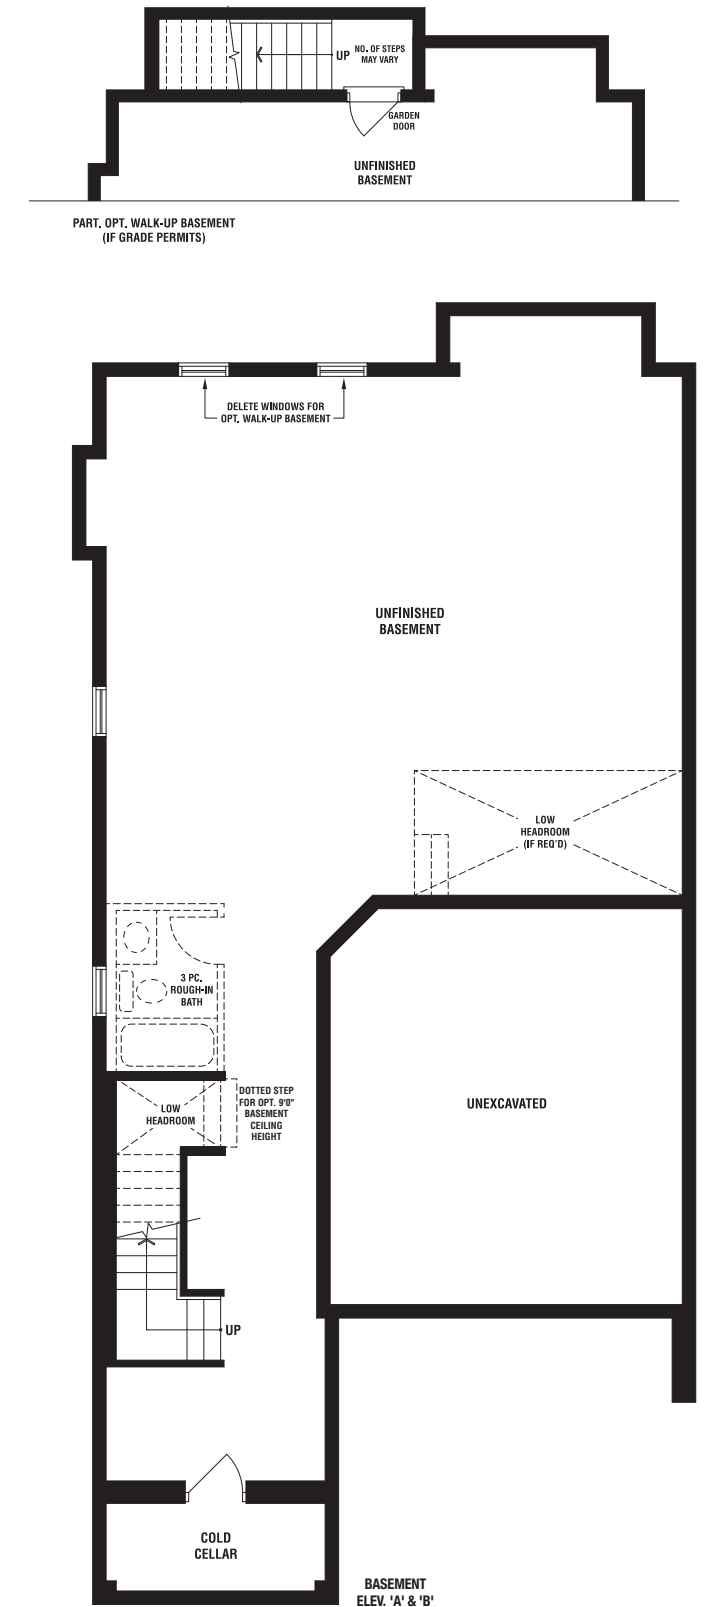 UP
NO. OF STEPS
MAY VARY
GARDEN
DOOR
UNFINISHED
BASEMENT
PART. OPT. WALK-UP BASEMENT
(IF GRADE PERMITS)
DELETE WINDOWS FOR
OPT. WALK-UP BASEMENT
UNFINISHED
BASEMENT
LOW
HEADROOM
(IF REQ'D)
3 PC.
ROUGH-IN
BATH
DOTTED STEP
FOR OPT. 9'0"
BASEMENT
CEILING
HEIGHT
LOW
HEADROOM
UNEXCAVATED
UP
COLD
CELLAR
BASEMENT
ELEV. 'A' & 'B'